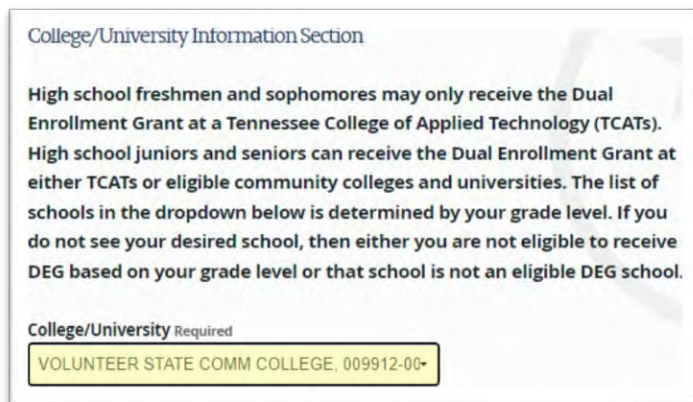 College/University Information Section
High school freshmen and sophomores may only receive the Dual
Enrollment Grant at a Tennessee College of Applied Technology (TCATs).
High school juniors and seniors can receive the Dual Enrollment Grant at
either TCATs or eligible community colleges and universities. The list of
schools in the dropdown below is determined by your grade level. If you
do not see your desired school, then either you are not eligible to receive
DEG based on your grade level or that school is not an eligible DEG school.
College/University Required
VOLUNTEER STATE COMM COLLEGE, 009912-00